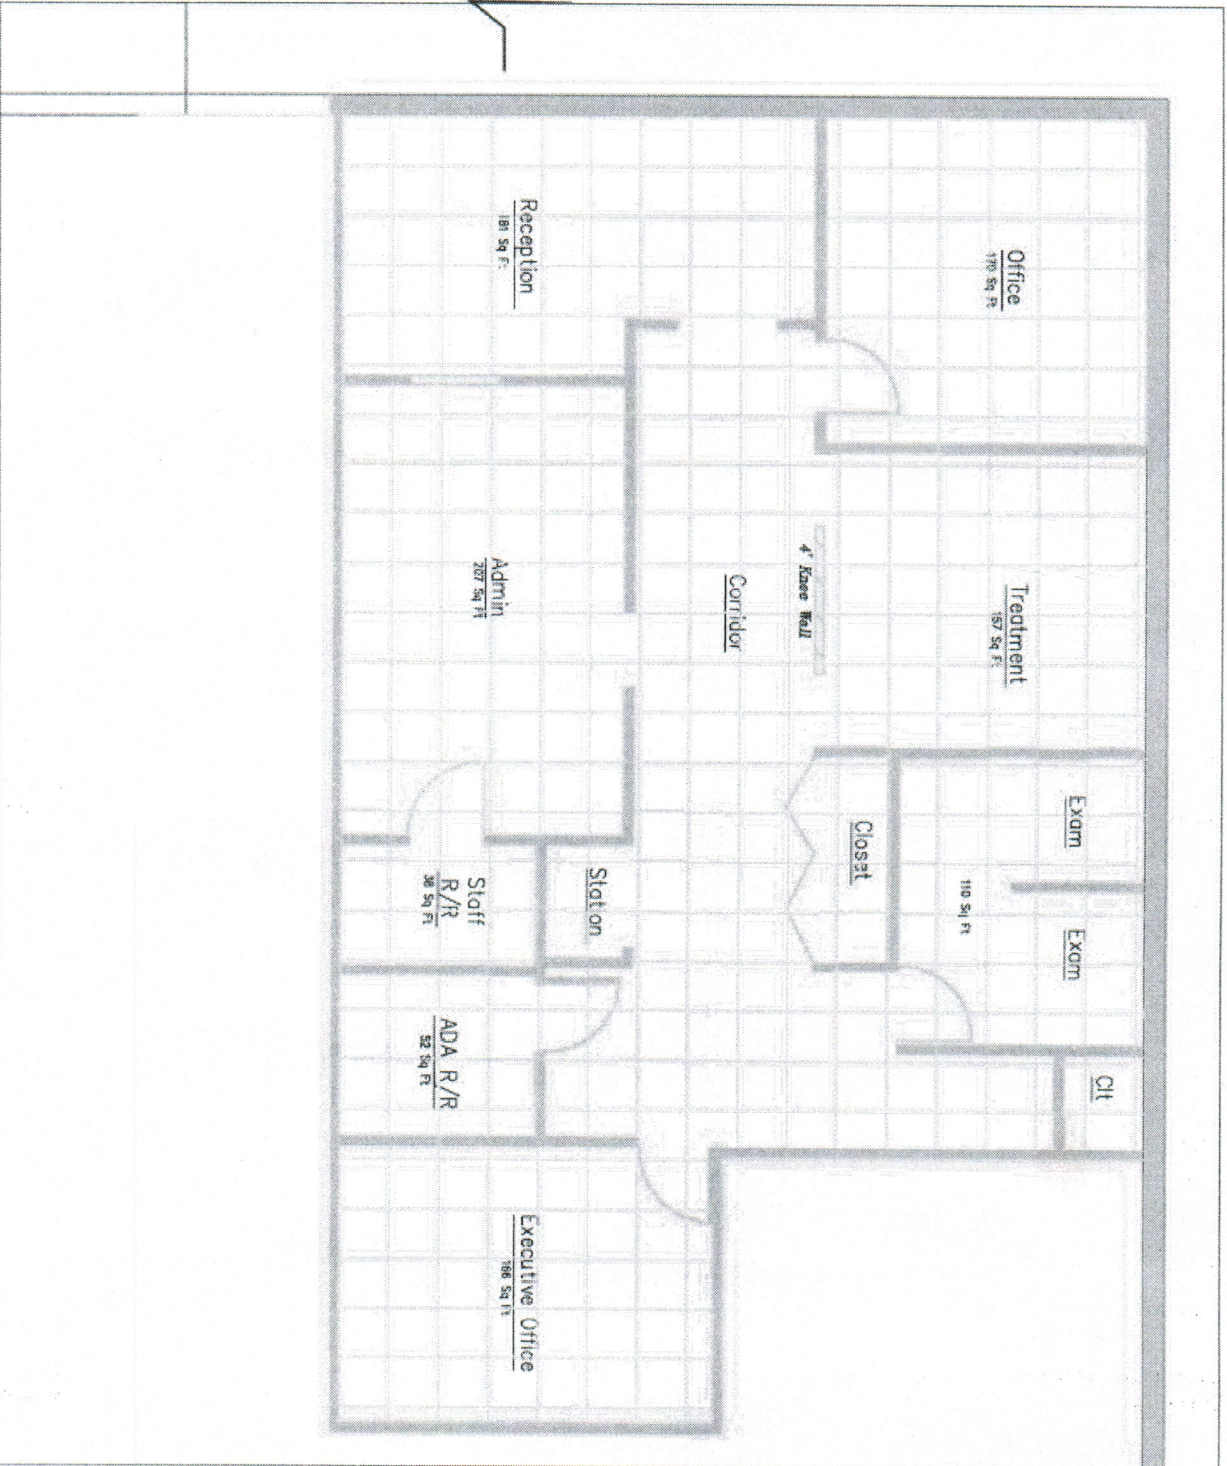 Office
170 Sq Ft
Treatment
157 Sq Ft
Exam
Exam
110 Sq Ft
Clt
Closet
4' Knee Wall
Corridor
Reception
181 Sq Ft
Admin
207 Sq Ft
Station
Staff
R/R
38 Sq Ft
ADA R/R
52 Sq Ft
Executive Office
166 Sq Ft